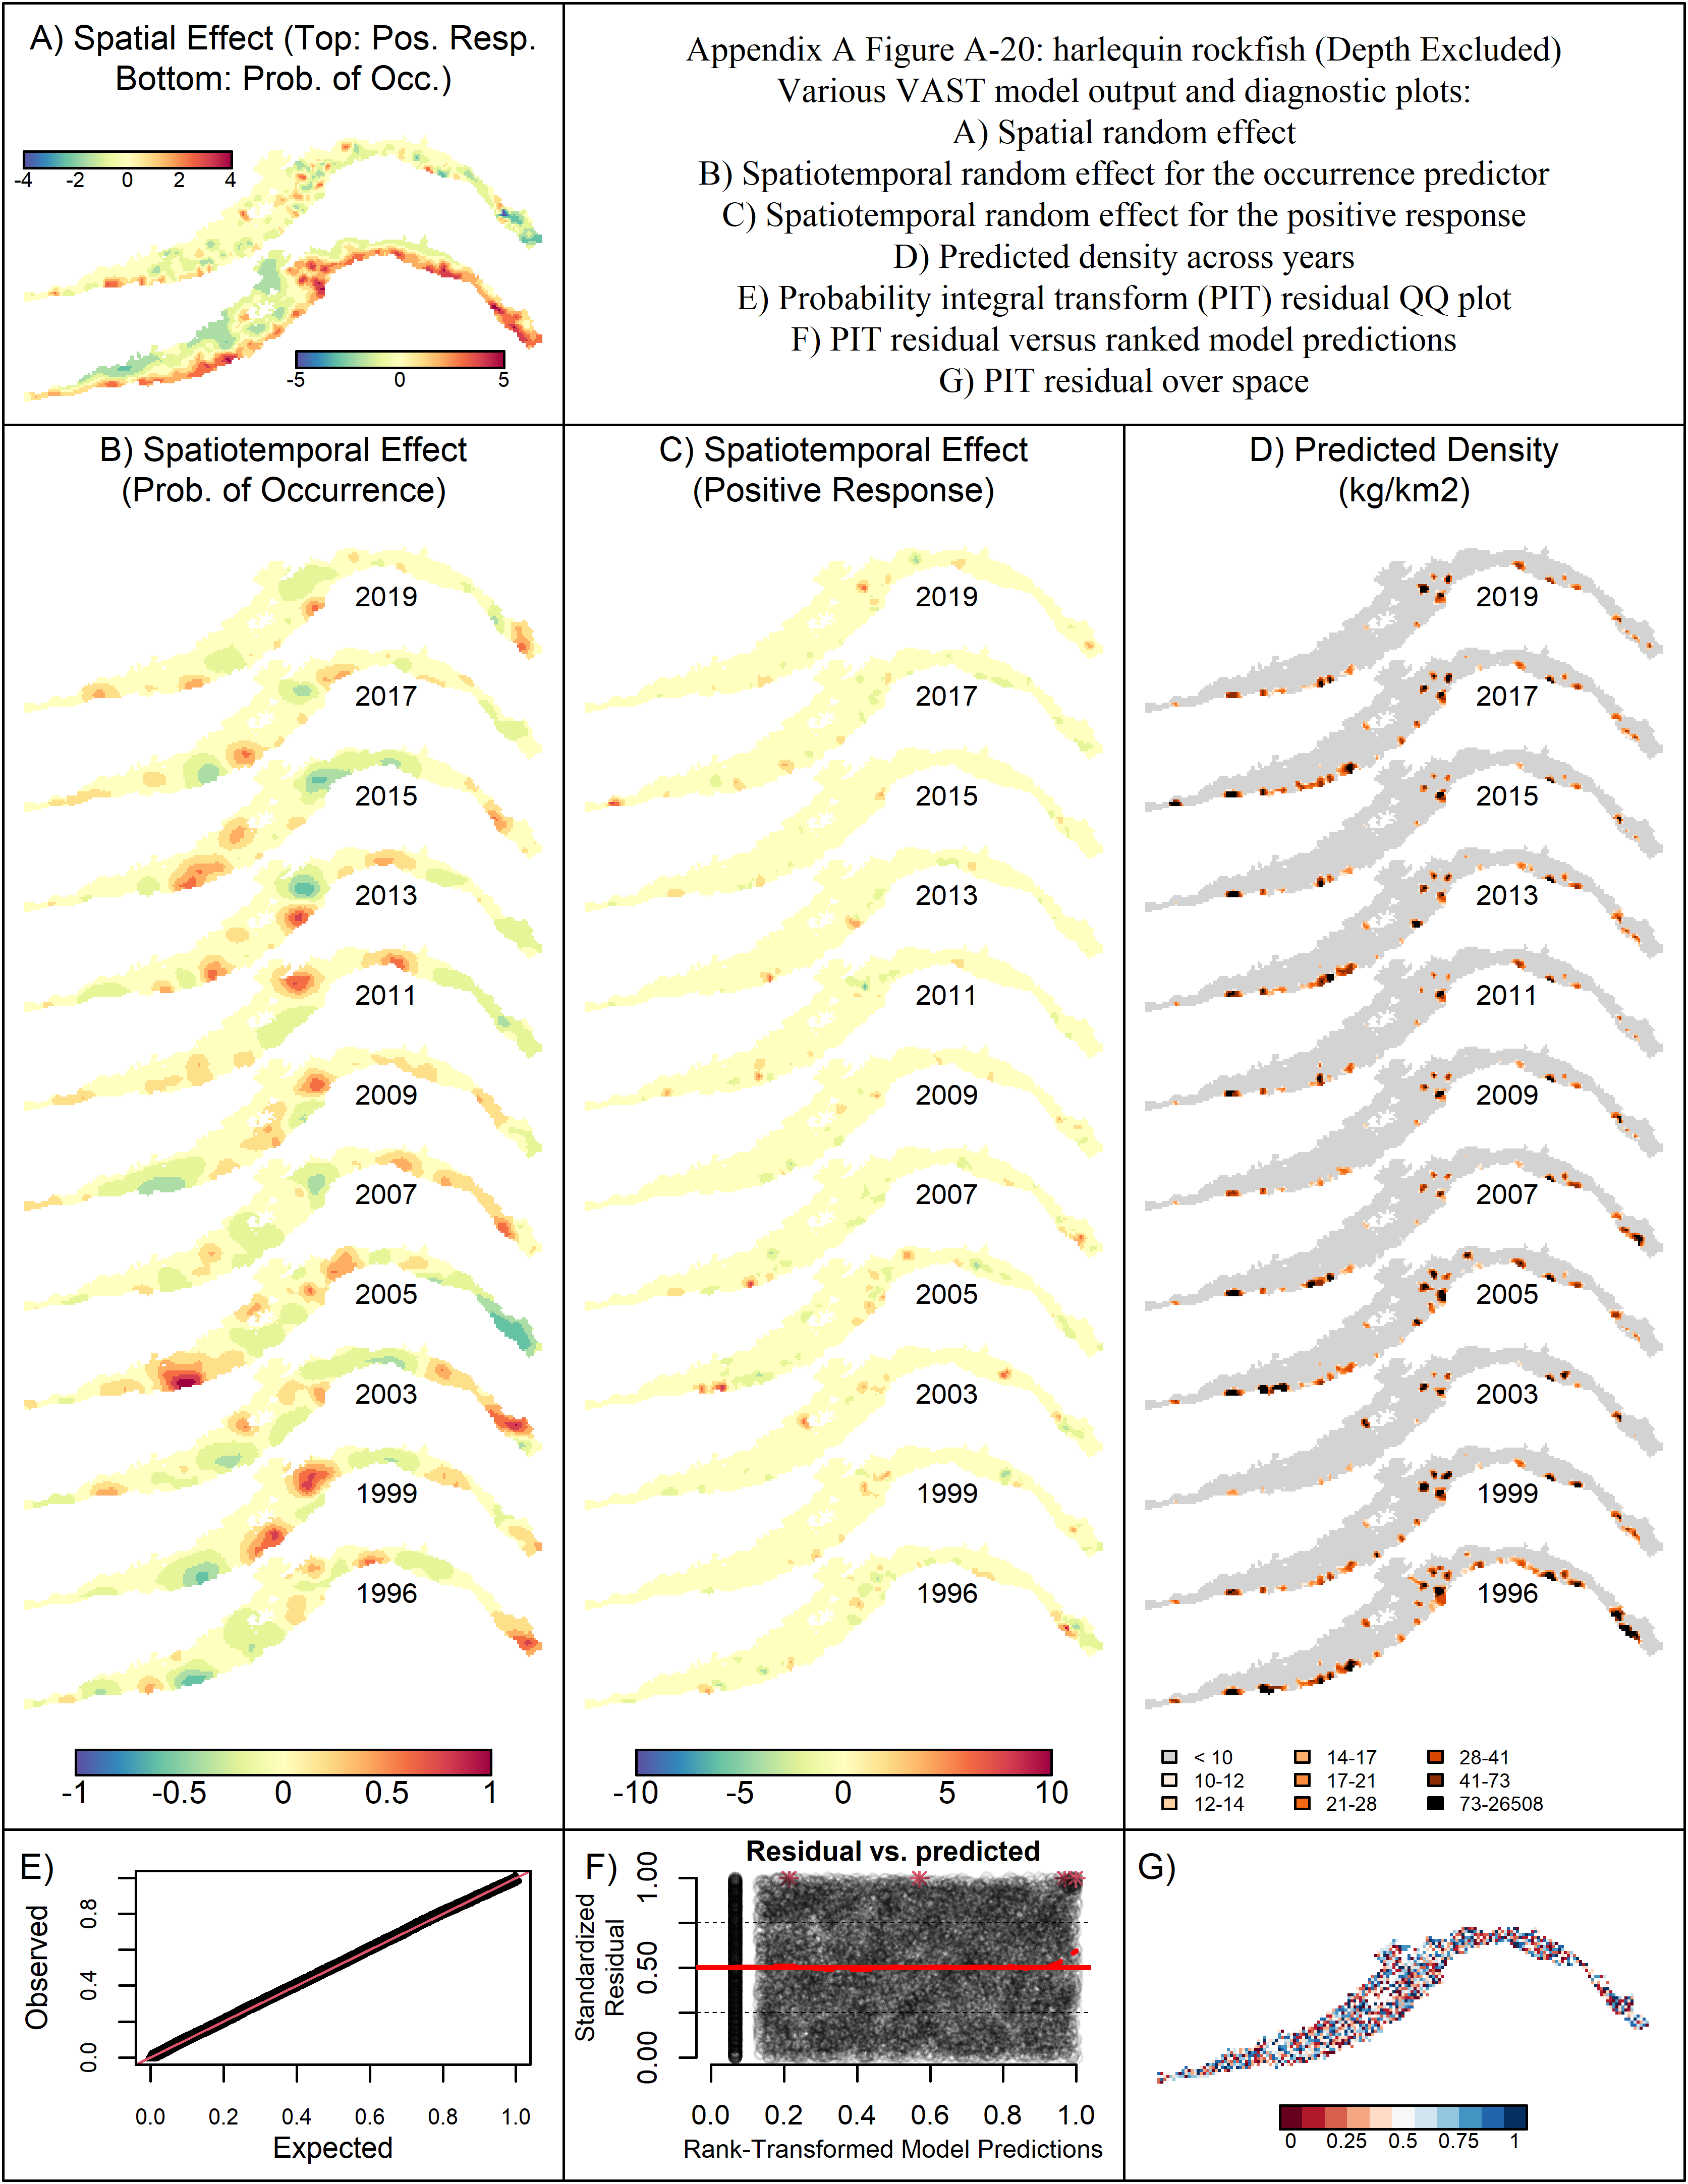 A) Spatial Effect (Top: Pos. Resp.
Bottom: Prob. of Occ.)
-4 -2 0 2 4
-5 0 5
Appendix A Figure A-20: harlequin rockfish (Depth Excluded)
Various VAST model output and diagnostic plots:
A) Spatial random effect
B) Spatiotemporal random effect for the occurrence predictor
C) Spatiotemporal random effect for the positive response
D) Predicted density across years
E) Probability integral transform (PIT) residual QQ plot
F) PIT residual versus ranked model predictions
G) PIT residual over space
B) Spatiotemporal Effect
(Prob. of Occurrence)
2019
2017
2015
2013
2011
2009
2007
2005
2003
1999
1996
-1 -0.5 0 0.5 1
C) Spatiotemporal Effect
(Positive Response)
2019
2017
2015
2013
2011
2009
2007
2005
2003
1999
1996
-10 -5 0 5 10
D) Predicted Density
(kg/km2)
2019
2017
2015
2013
2011
2009
2007
2005
2003
1999
1996
< 10 14-17 28-41
10-12 17-21 41-73
12-14 21-28 73-26508
E)
Observed
0.0 0.4 0.8
0.0 0.2 0.4 0.6 0.8 1.0
Expected
F)
Residual vs. predicted
Standardized
Residual
0.00 0.50 1.00
0.0 0.2 0.4 0.6 0.8 1.0
Rank-Transformed Model Predictions
G)
0 0.25 0.5 0.75 1